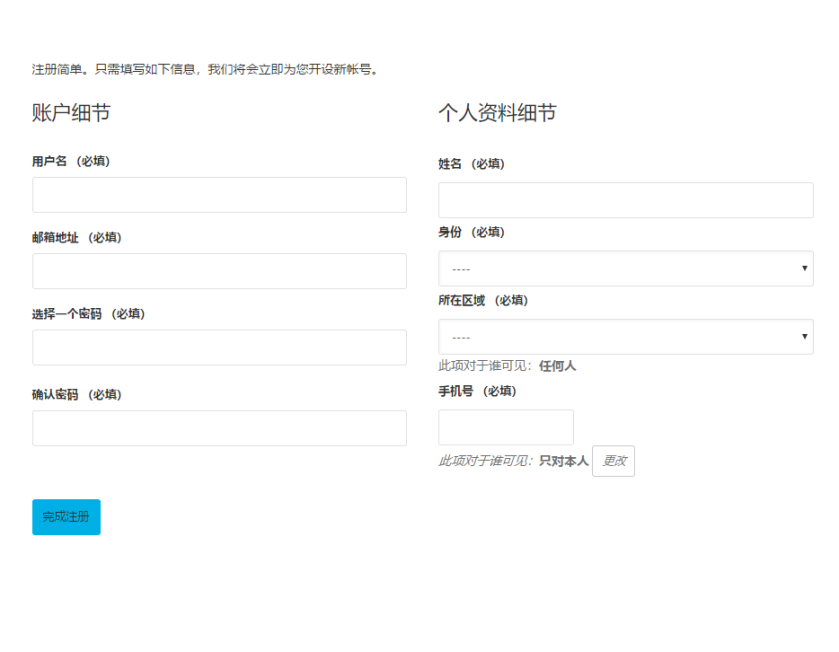 注册简单。只需填写如下信息，我们将会立即为您开设新帐号。
账户细节
用户名 （必填）
邮箱地址 （必填）
选择一个密码 （必填）
确认密码 （必填）
完成注册
个人资料细节
姓名 （必填）
身份 （必填）
----
所在区域 （必填）
----
此项对于谁可见：任何人
手机号 （必填）
此项对于谁可见：只对本人 更改